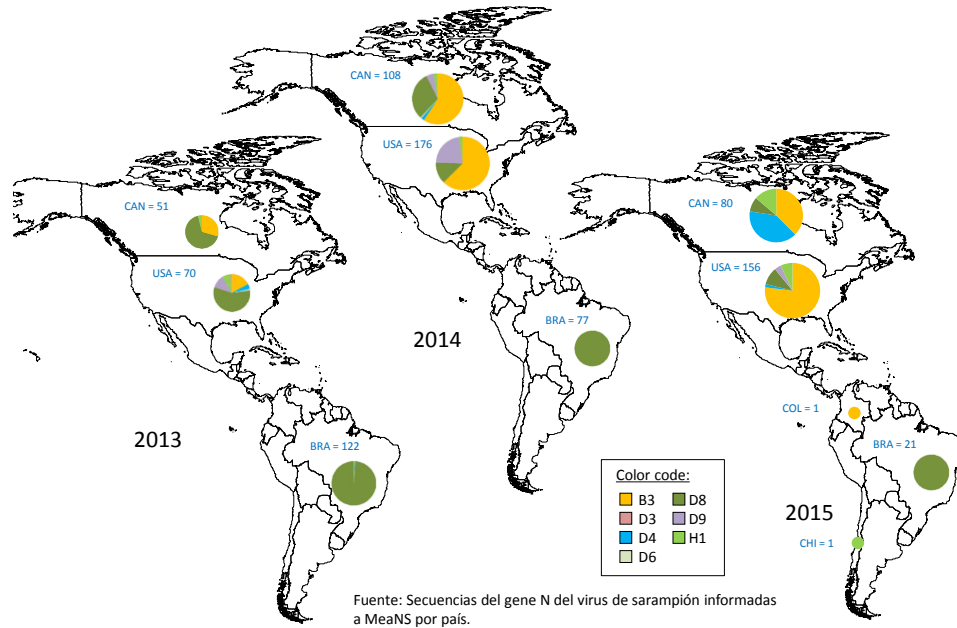 CAN = 51
USA = 70
BRA = 122
2013
CAN = 108
USA = 176
BRA = 77
2014
CAN = 80
USA = 156
COL = 1
BRA = 21
CHI = 1
2015
Color code:
B3
D8
D3
D9
D4
H1
D6
Fuente: Secuencias del gene N del virus de sarampión informadas
a MeaNS por país.